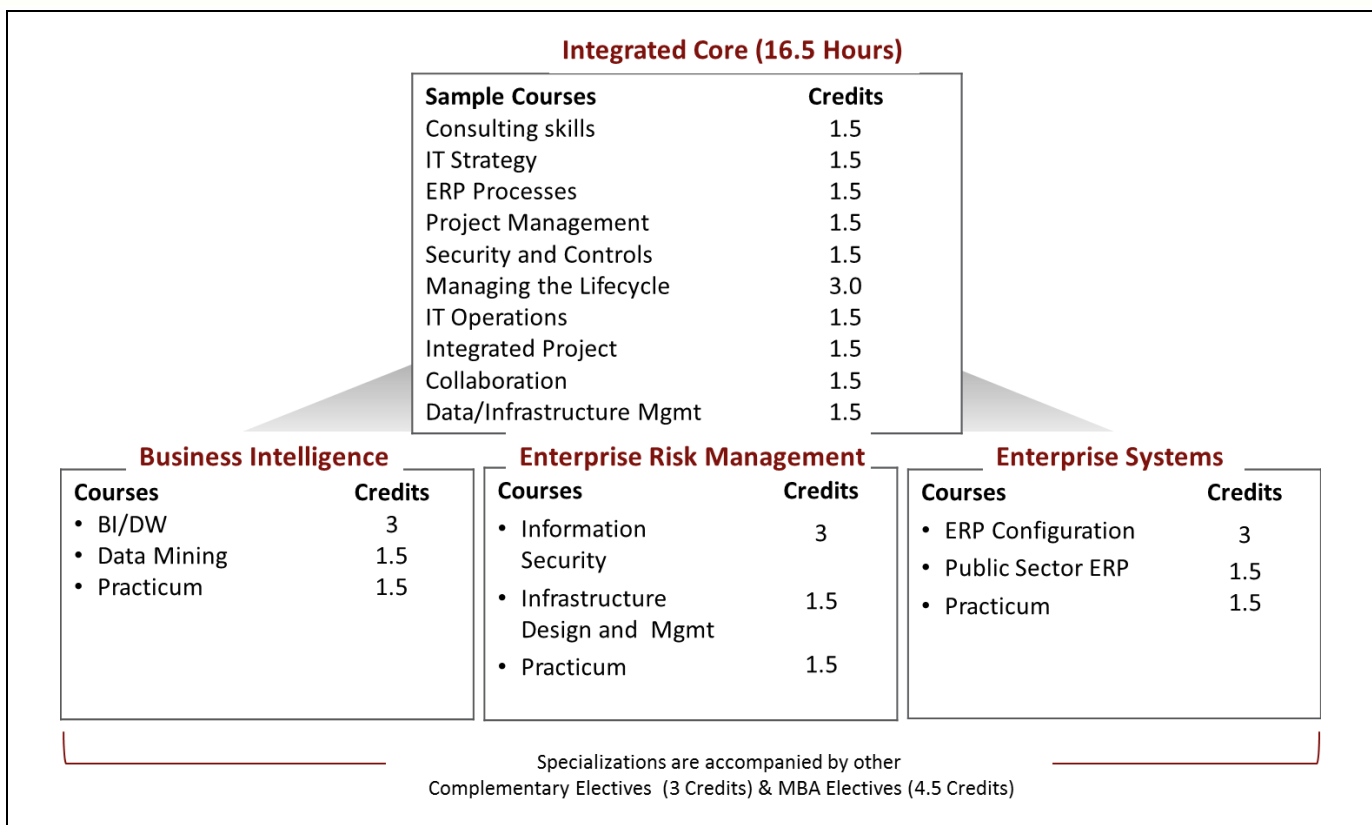 Integrated Core (16.5 Hours)
Sample Courses Credits
Consulting skills 1.5
IT Strategy 1.5
ERP Processes 1.5
Project Management 1.5
Security and Controls 1.5
Managing the Lifecycle 3.0
IT Operations 1.5
Integrated Project 1.5
Collaboration 1.5
Data/Infrastructure Mgmt 1.5
Business Intelligence
Courses Credits
• BI/DW 3
• Data Mining 1.5
• Practicum 1.5
Enterprise Risk Management
Courses Credits
• Information 3
Security
• Infrastructure 1.5
Design and Mgmt
• Practicum 1.5
Enterprise Systems
Courses Credits
• ERP Configuration 3
• Public Sector ERP 1.5
• Practicum 1.5
Specializations are accompanied by other
Complementary Electives (3 Credits) & MBA Electives (4.5 Credits)